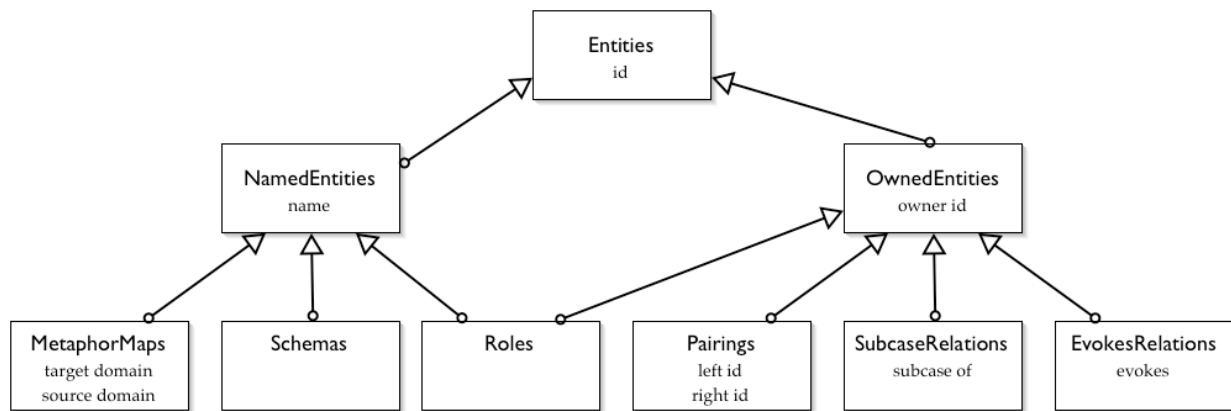 Entities
id
NamedEntities
name
OwnedEntities
owner id
MetaphorMaps
target domain
source domain
Schemas
Roles
Pairings
left id
right id
SubcaseRelations
subcase of
EvokesRelations
evokes